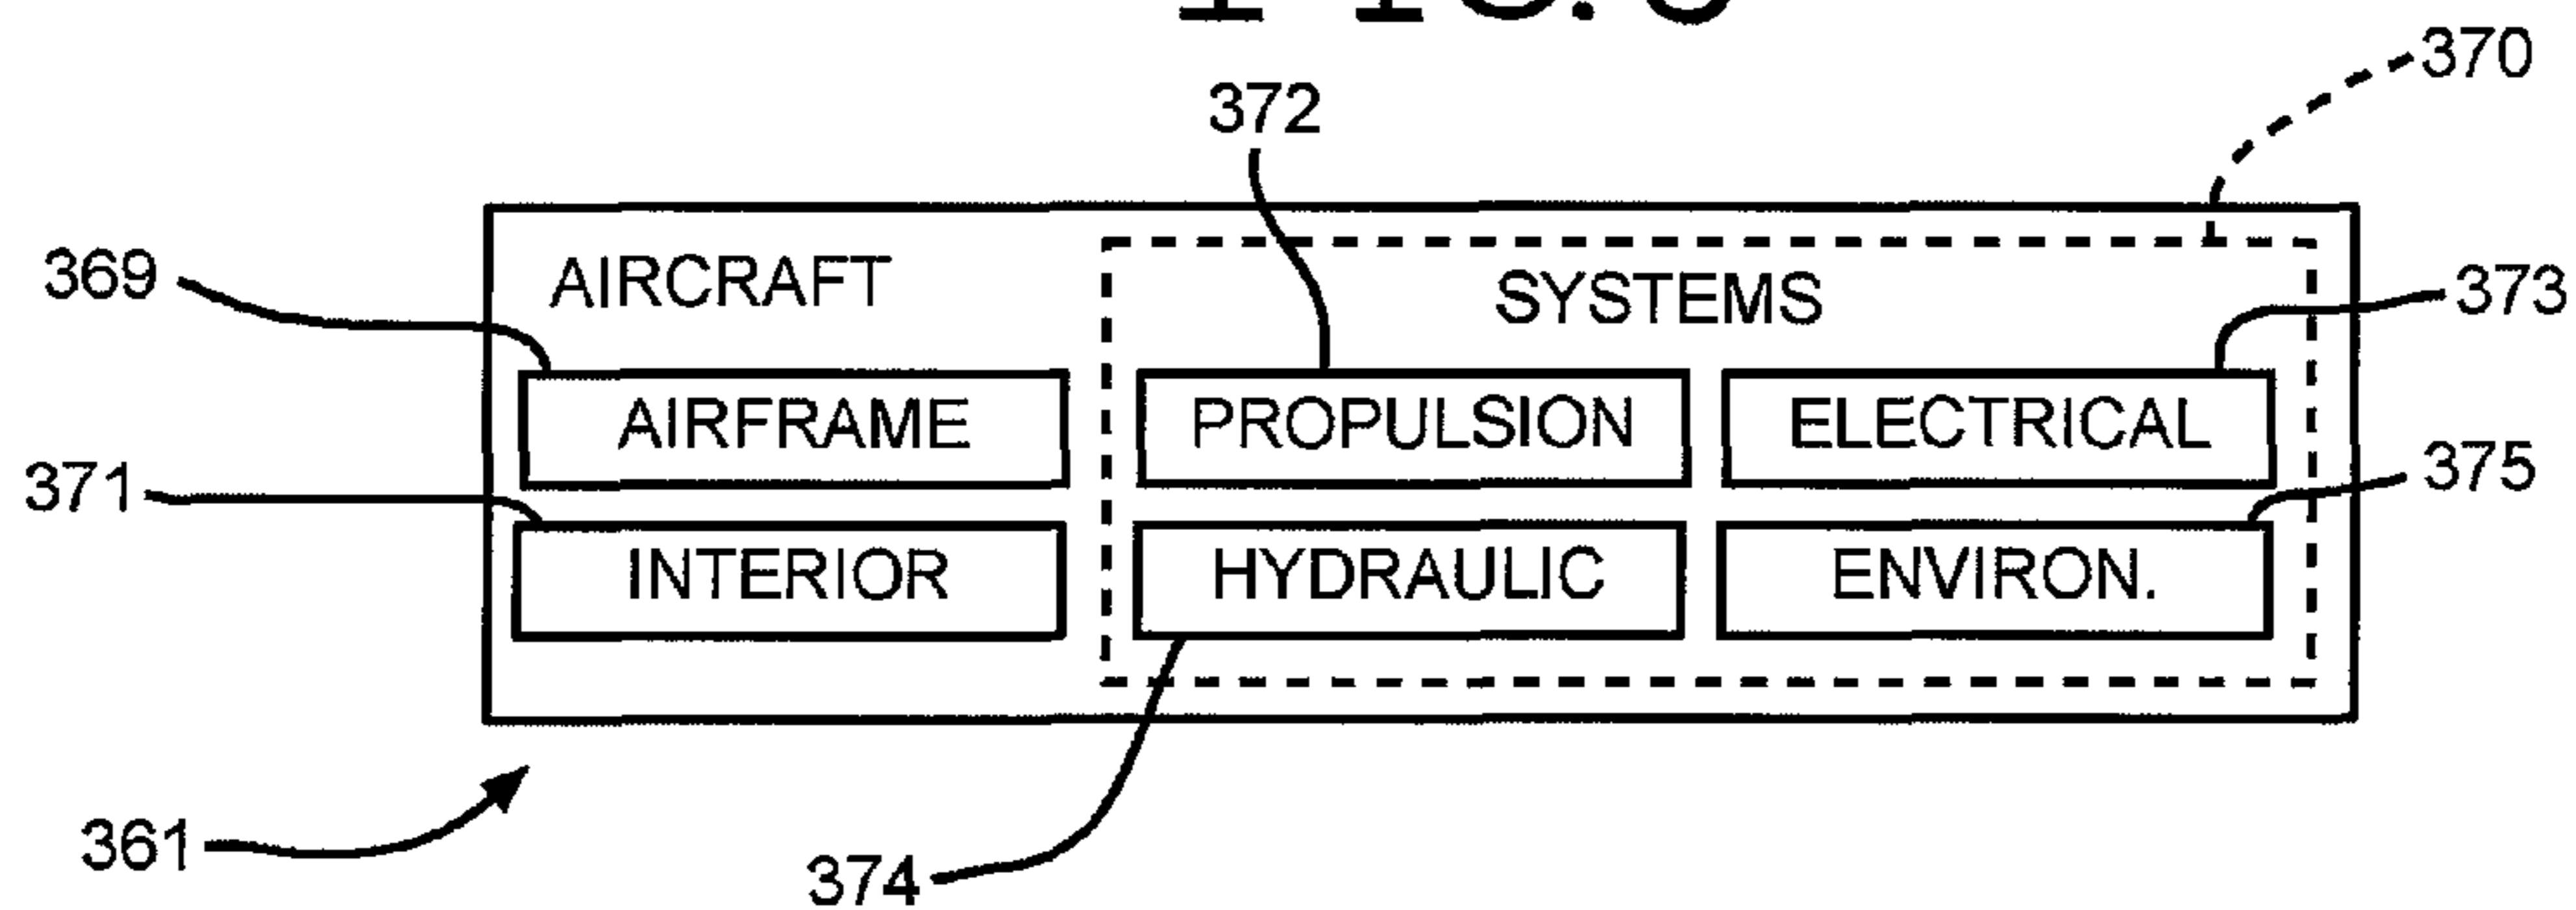 370
372
369 AIRCRAFT SYSTEMS 373
AIRFRAME PROPULSION ELECTRICAL
371 INTERIOR HYDRAULIC ENVIRON. 375
361
374